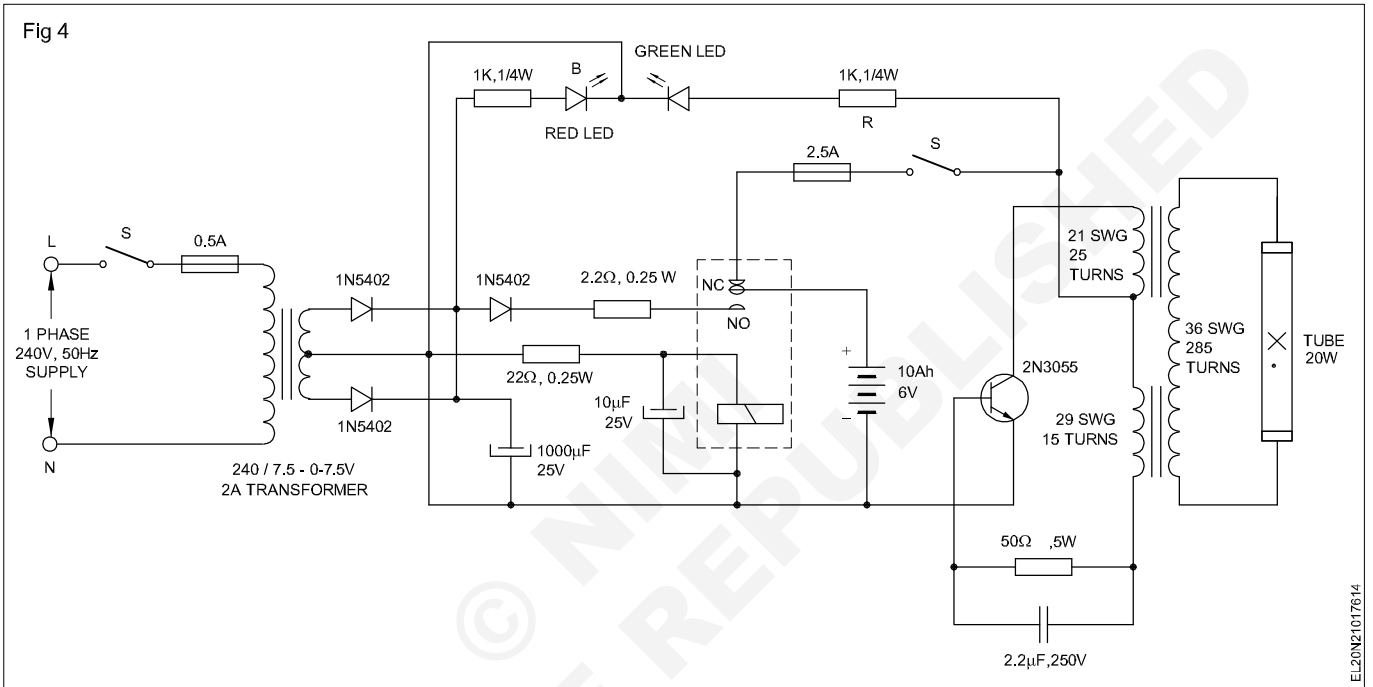 Fig 4
GREEN LED
1K,1/4W
B
1K,1/4W
RED LED
R
2.5A
S
L
S
0.5A
1N5402
1N5402
2.2Ω, 0.25 W
NC
NO
21 SWG
25
TURNS
1 PHASE
240V, 50Hz
SUPPLY
36 SWG
285
TURNS
TUBE
20W
+
10Ah
6V
-
2N3055
22Ω, 0.25W
1N5402
10μF
25V
29 SWG
15 TURNS
N
1000μF
25V
240 / 7.5 - 0-7.5V
2A TRANSFORMER
50Ω ,5W
2.2μF,250V
EL20N21017614
© NIMI
BE REPUBLISHED